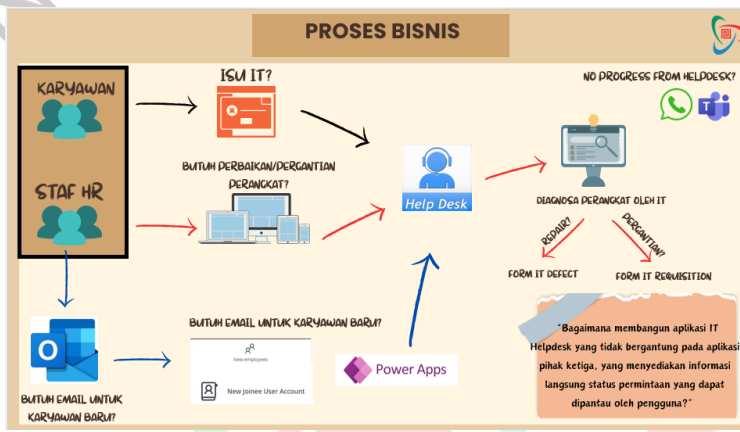 PROSES BISNIS
KARYAWAN
STAF HR
ISU IT?
BUTUH PERBAIKAN/PERGANTIAN
PERANGKAT?
Help Desk
NO PROGRESS FROM HELPDESK?
DIAGNOSA PERANGKAT OLEH IT
REPAIR?
PERGANTIAN?
FORM IT DEFECT
FORM IT REQUISITION
BUTUH EMAIL UNTUK
KARYAWAN BARU?
BUTUH EMAIL UNTUK KARYAWAN BARU?
New employees
New Joinee User Account
Power Apps
"Bagaimana membangun aplikasi IT
Helpdesk yang tidak bergantung pada aplikasi
pihak ketiga, yang menyediakan informasi
langsung status permintaan yang dapat
dipantau oleh pengguna?"